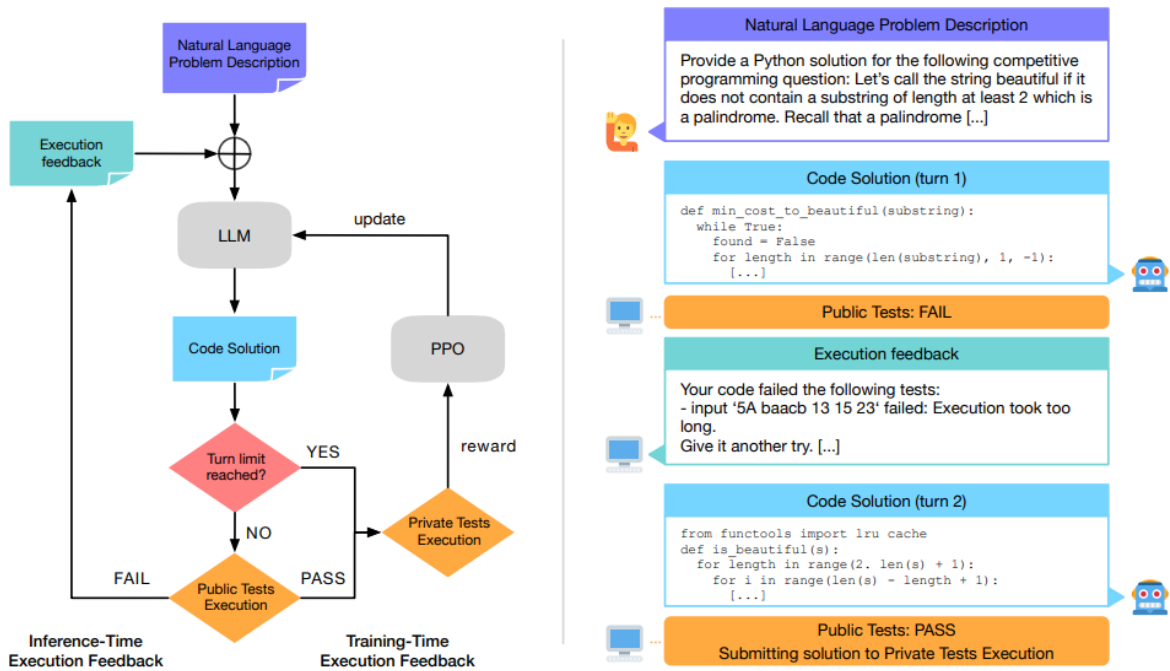 Natural Language
Problem Description
Execution
feedback
LLM
update
Code Solution
PPO
Turn limit
reached?
YES
reward
NO
Private Tests
Execution
FAIL
Public Tests
Execution
PASS
Inference-Time
Execution Feedback
Training-Time
Execution Feedback
Natural Language Problem Description
Provide a Python solution for the following competitive
programming question: Let's call the string beautiful if it
does not contain a substring of length at least 2 which is
a palindrome. Recall that a palindrome [...]
Code Solution (turn 1)
def min_cost_to_beautiful(substring):
  while True:
    found = False
    for length in range(len(substring), 1, -1):
      [...]
Public Tests: FAIL
Execution feedback
Your code failed the following tests:
- input ‘5A baacb 13 15 23‘ failed: Execution took too
long.
Give it another try. [...]
Code Solution (turn 2)
from functools import lru cache
def is_beautiful(s):
  for length in range(2. len(s) + 1):
    for i in range(len(s) - length + 1):
      [...]
Public Tests: PASS
Submitting solution to Private Tests Execution